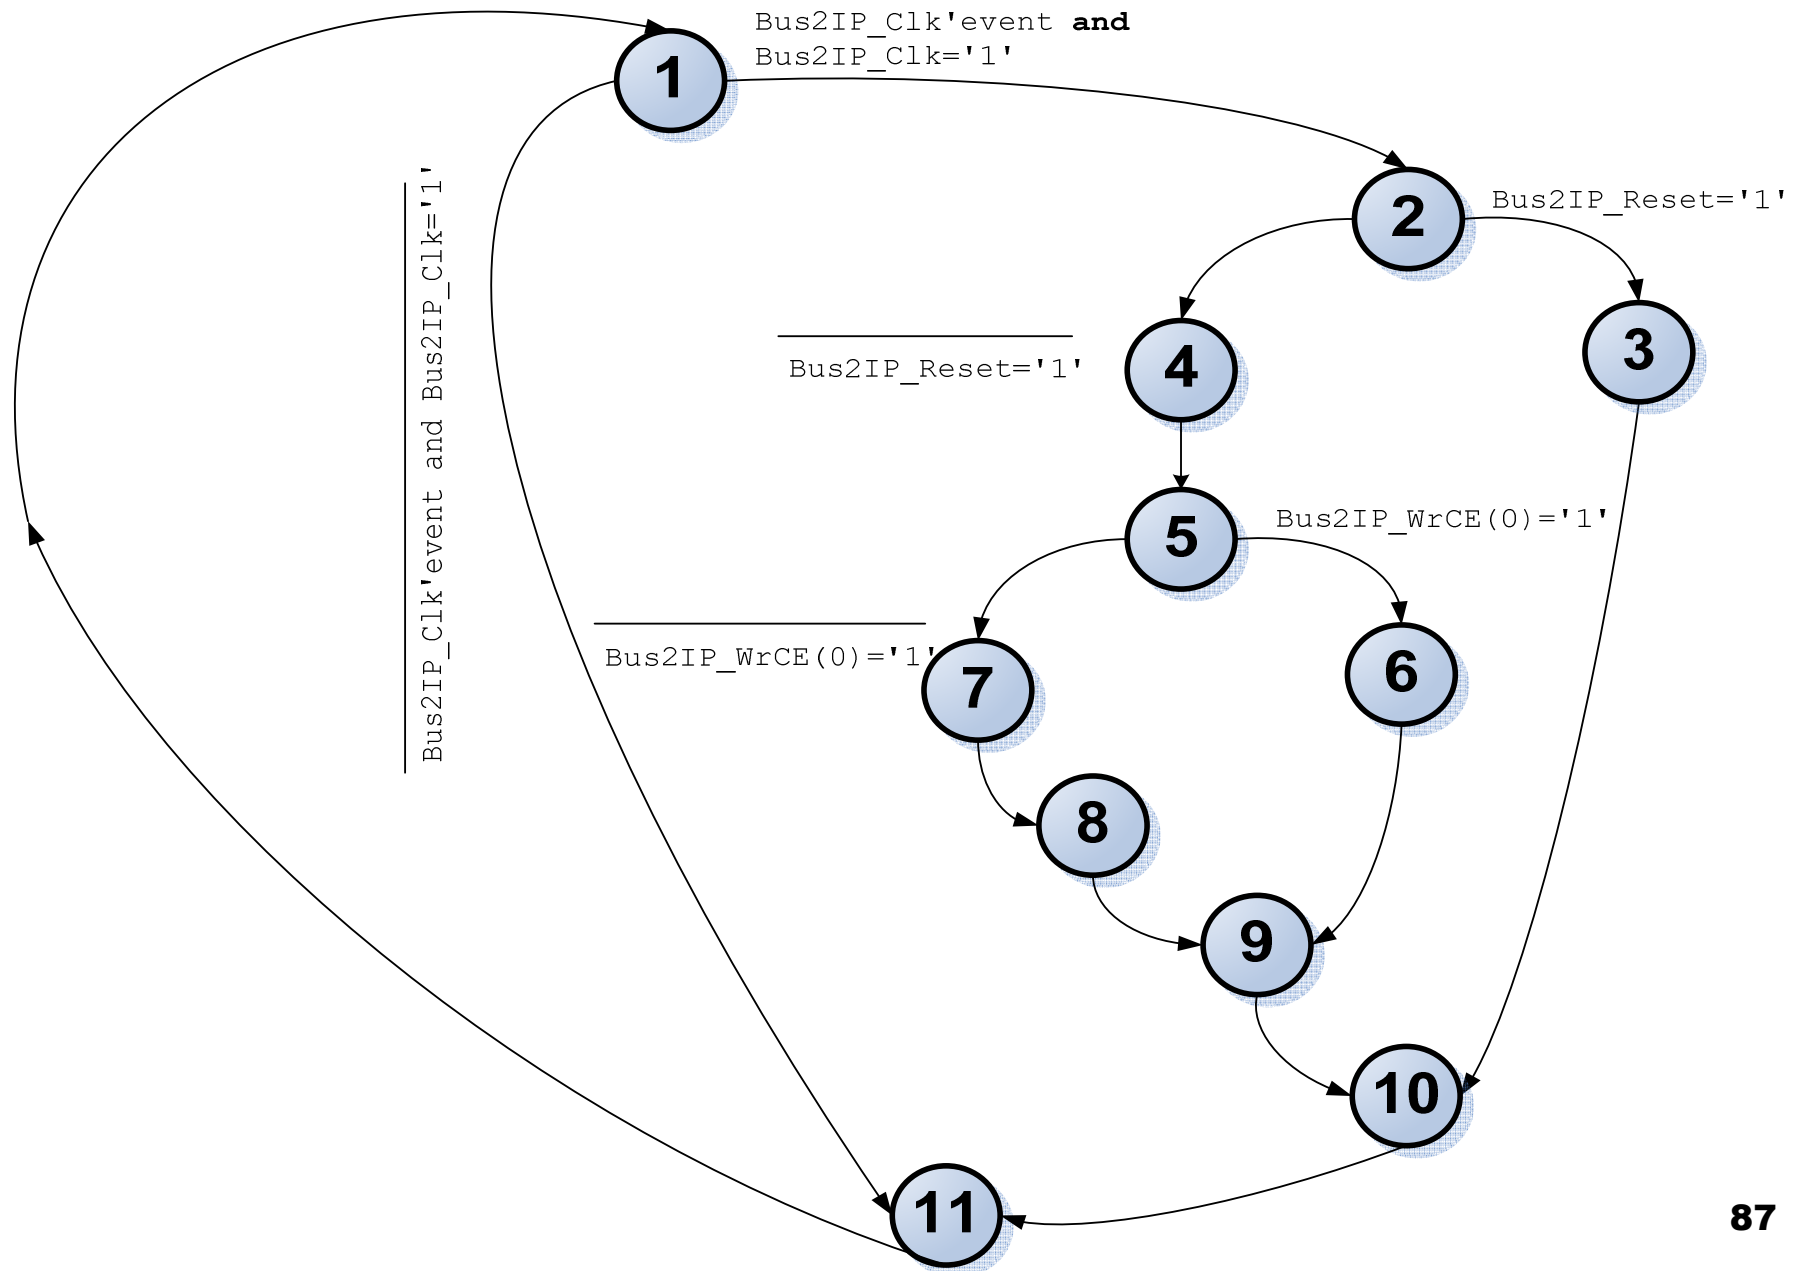 Bus2IP_Clk'event and
Bus2IP_Clk='1'
1
2
Bus2IP_Reset='1'
Bus2IP_Clk'event and Bus2IP_Clk='1'
3
Bus2IP_Reset='1'
4
5
Bus2IP_WrCE(0)='1'
Bus2IP_WrCE(0)='1'
7
6
8
9
10
11
87